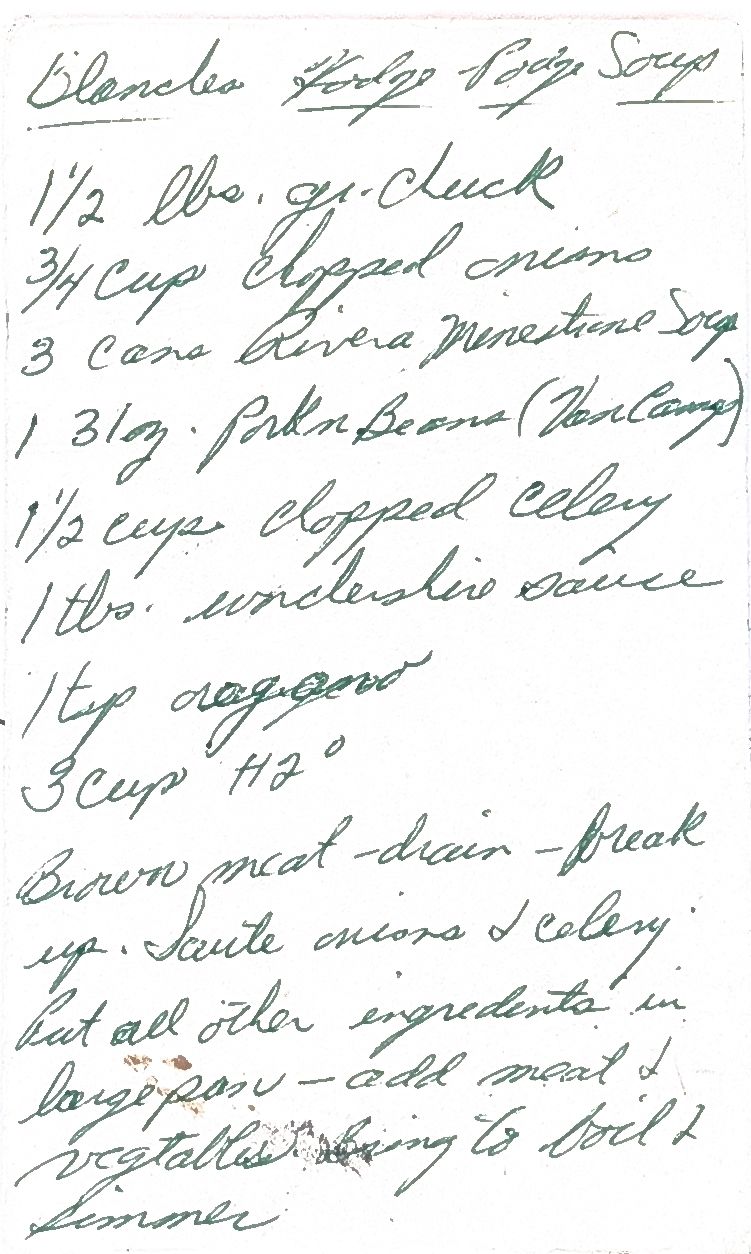 Blanches Hodge-Podge Soup
1 1/2 lbs. gr. chuck
3/4 cup chopped onions
3 cans Rivera Minestrone Soup
1 31 oz. Pork n Beans (Van Camps)
1 1/2 cups chopped celery
1 tbs. worchershire sauce
1 tsp oregano
3 cup H2O
Brown meat - drain - break
up. Saute onions & celery.
Put all other ingredients in
large pan - add meat &
vegtables. Bring to boil &
Simmer